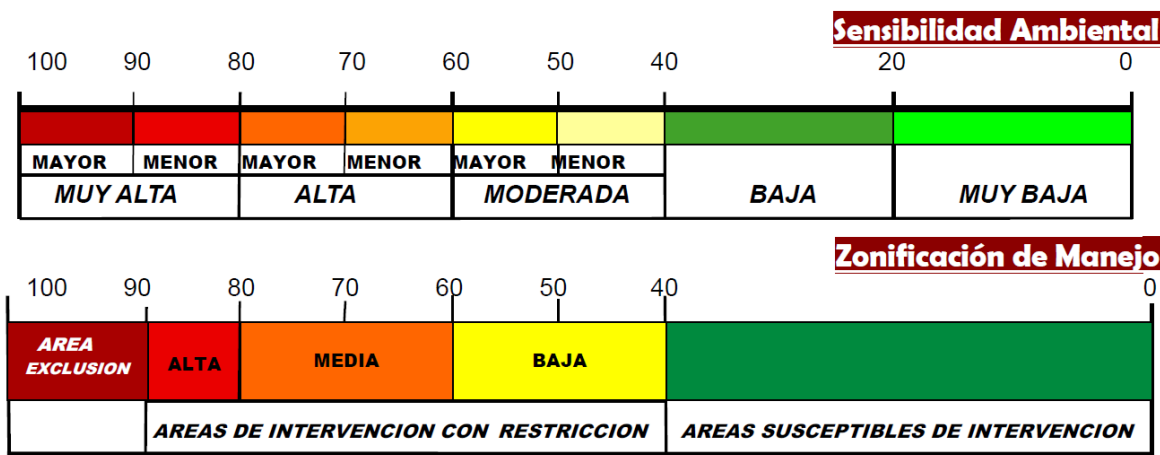 Sensibilidad Ambiental
100 90 80 70 60 50 40 20 0
MAYOR MENOR MAYOR MENOR MAYOR MENOR
MUY ALTA ALTA MODERADA BAJA MUY BAJA
Zonificación de Manejo
100 90 80 70 60 50 40 0
AREA
EXCLUSION ALTA MEDIA BAJA
AREAS DE INTERVENCION CON RESTRICCION AREAS SUSCEPTIBLES DE INTERVENCION